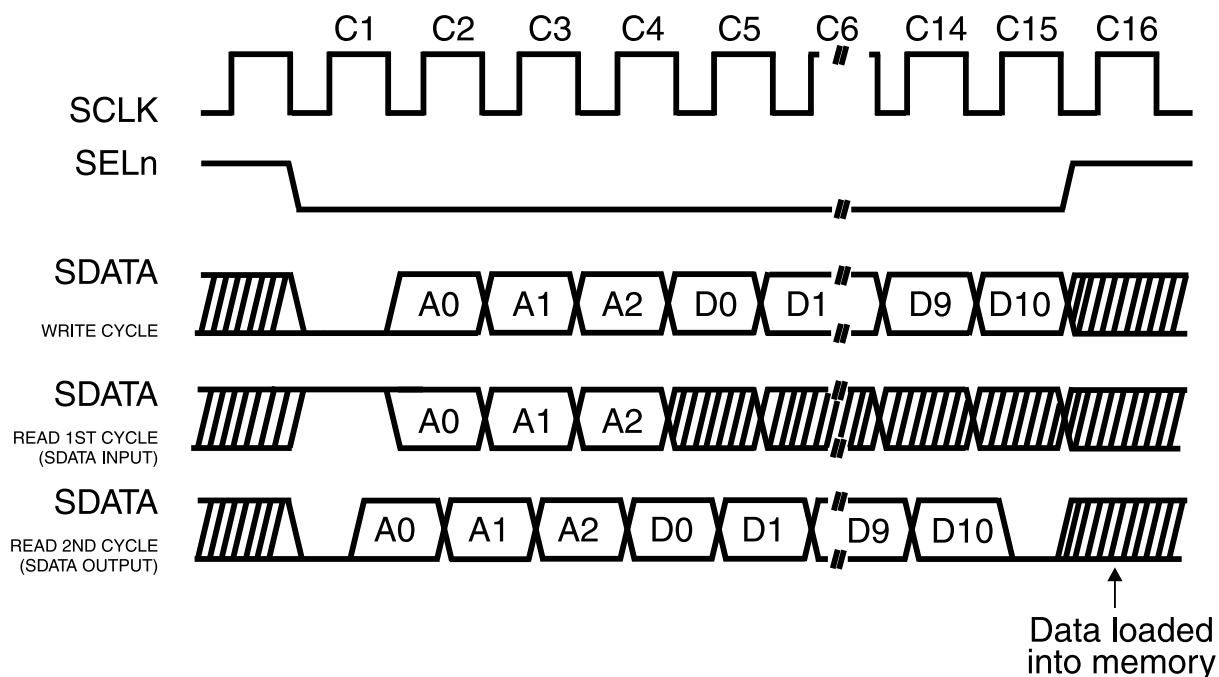 C1 C2 C3 C4 C5 C6 C14 C15 C16
SCLK
SELn
SDATA
WRITE CYCLE
A0 A1 A2 D0 D1 D9 D10
SDATA
READ 1ST CYCLE
(SDATA INPUT)
A0 A1 A2
SDATA
READ 2ND CYCLE
(SDATA OUTPUT)
A0 A1 A2 D0 D1 D9 D10
Data loaded
into memory